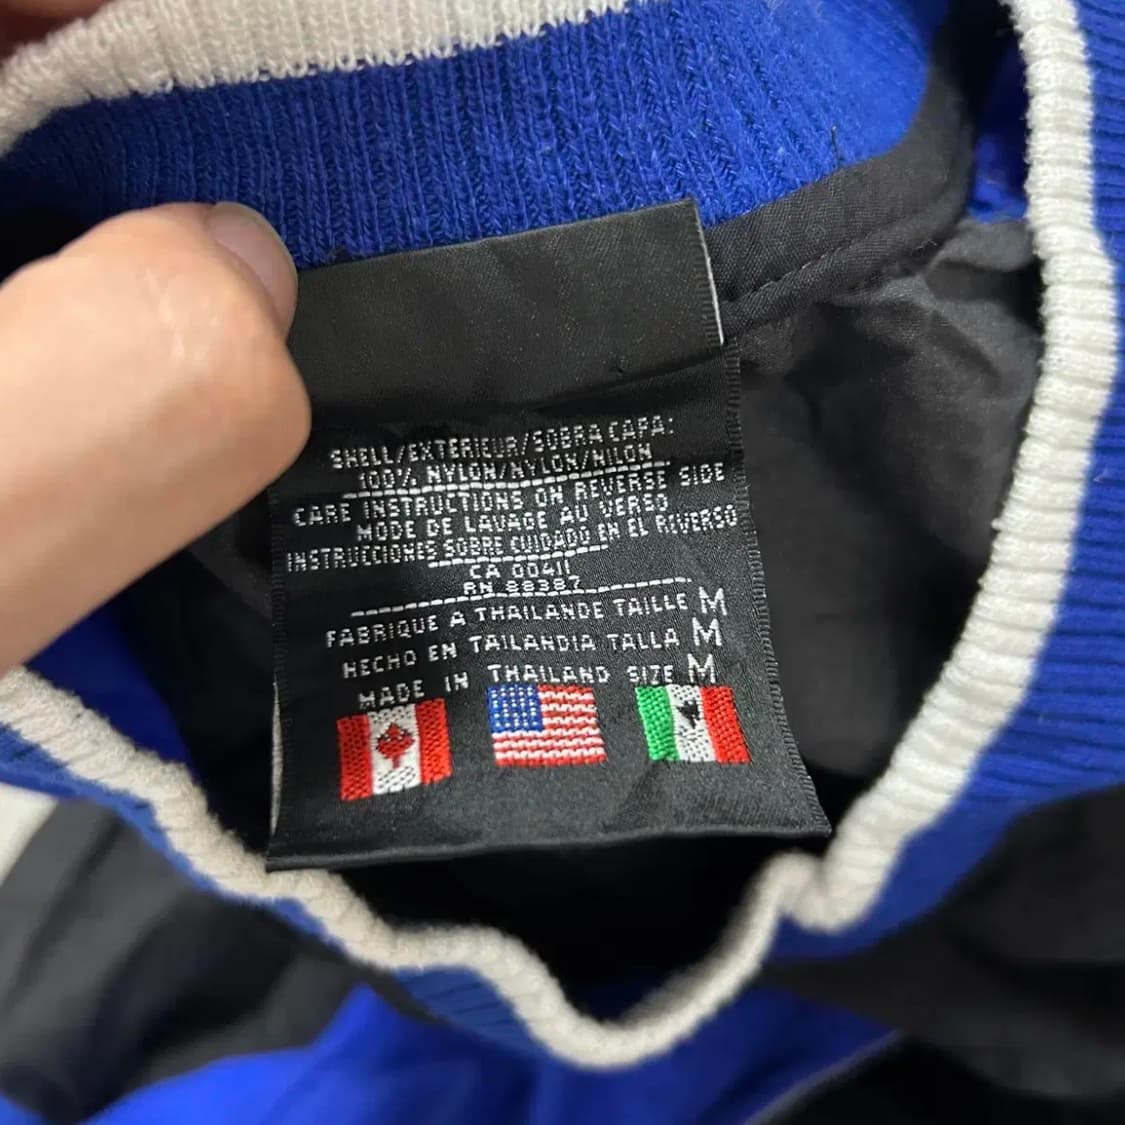 SHELL/EXTERIEUR/SOBRA CAPA:
100% NYLON/NYLON/NILON
CARE INSTRUCTIONS ON REVERSE SIDE
MODE DE LAVAGE AU VERSO
INSTRUCCIONES SOBRE CUIDADO EN EL REVERSO
CA 00411
RN 88387
FABRIQUE A THAILANDE TAILLE M
HECHO EN TAILANDIA TALLA M
MADE IN THAILAND SIZE M